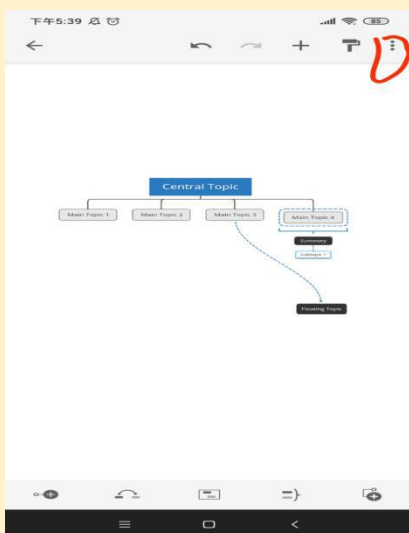 下午5:39 85
Central Topic
Main Topic 1 Main Topic 2 Main Topic 3 Main Topic 4
Summary
Subtopic 1
Floating Topic